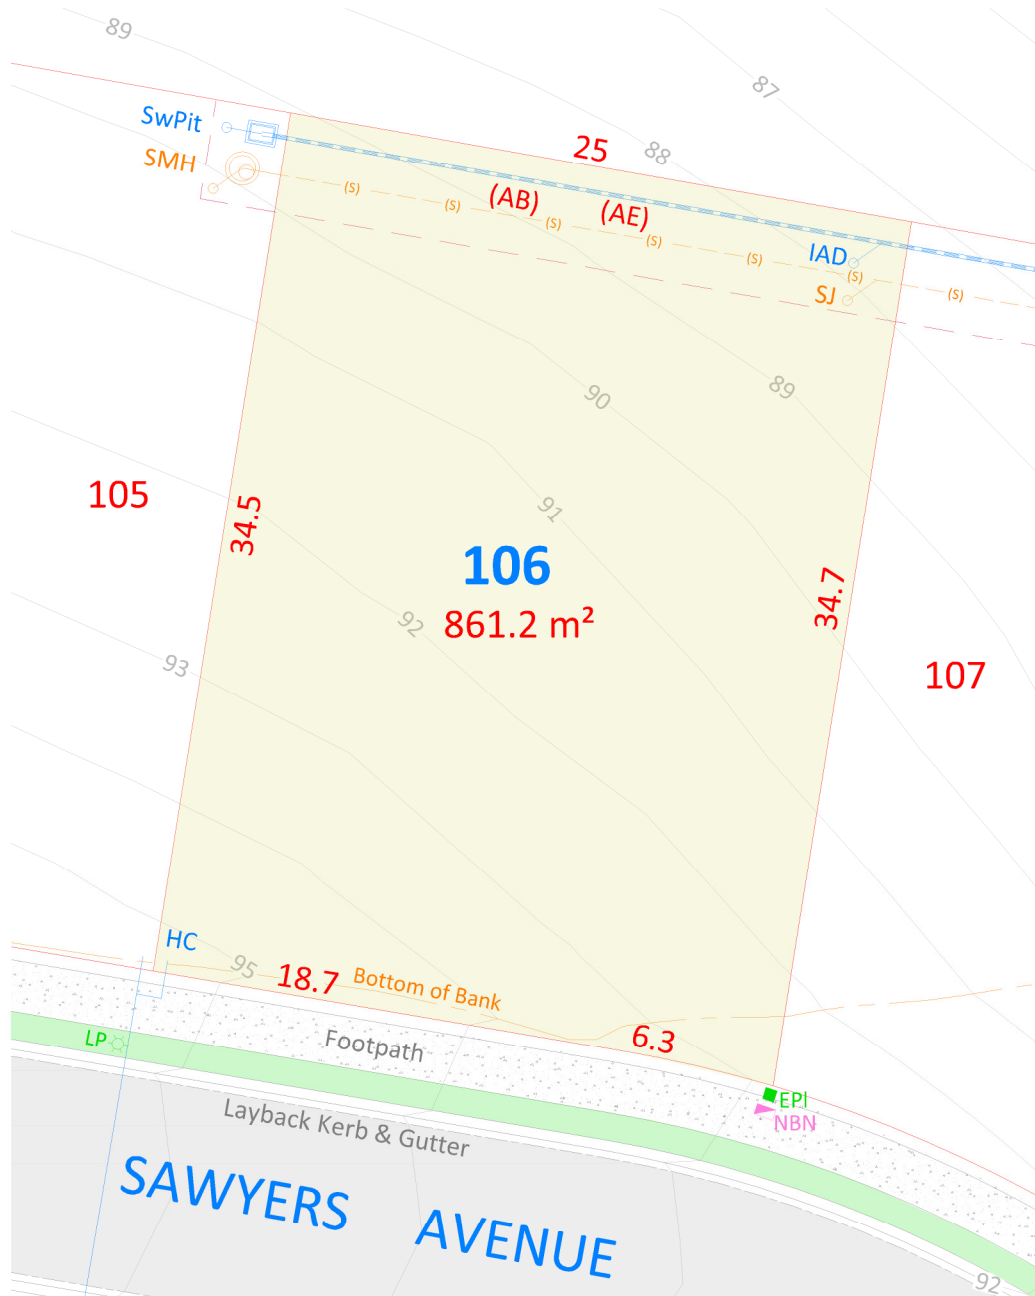 89
87
SwPit
25
88
SMH
(S)
(AB)
(AE)
(S)
(S)
(S)
IAD
(S)
(S)
SJ
(S)
90
89
105
34.5
91
106
34.7
861.2 m²
92
93
107
HC
95
18.7
Bottom of Bank
LP
Footpath
6.3
EPl
NBN
Layback Kerb & Gutter
SAWYERS AVENUE
92